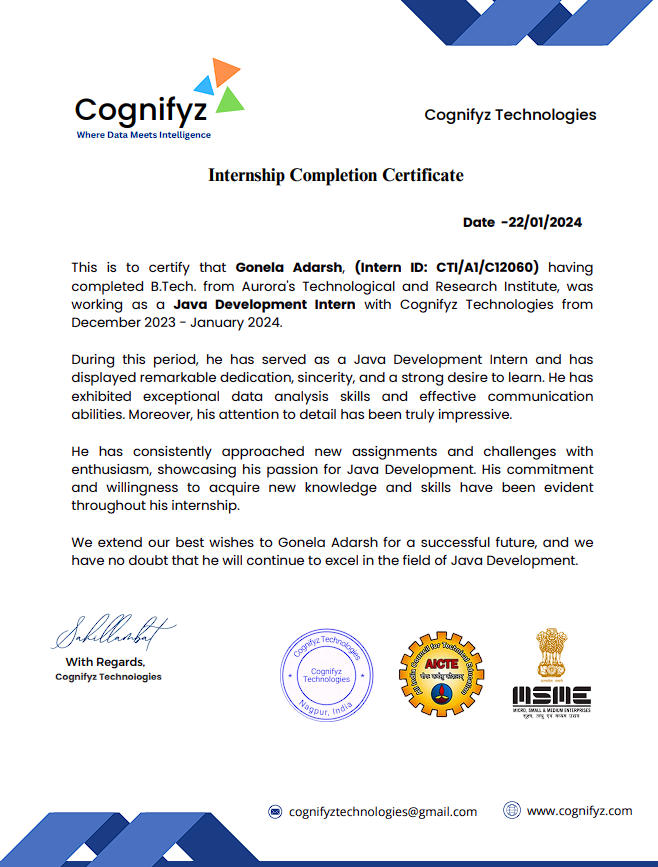 Cognifyz
Where Data Meets Intelligence
Cognifyz Technologies
Internship Completion Certificate
Date -22/01/2024
This is to certify that Gonela Adarsh, (Intern ID: CTI/A1/C12060) having
completed B.Tech. from Aurora's Technological and Research Institute, was
working as a Java Development Intern with Cognifyz Technologies from
December 2023 - January 2024.
During this period, he has served as a Java Development Intern and has
displayed remarkable dedication, sincerity, and a strong desire to learn. He has
exhibited exceptional data analysis skills and effective communication
abilities. Moreover, his attention to detail has been truly impressive.
He has consistently approached new assignments and challenges with
enthusiasm, showcasing his passion for Java Development. His commitment
and willingness to acquire new knowledge and skills have been evident
throughout his internship.
We extend our best wishes to Gonela Adarsh for a successful future, and we
have no doubt that he will continue to excel in the field of Java Development.
With Regards,
Cognifyz Technologies
Cognifyz Technologies
Cognifyz
Technologies
Nagpur, India
All India Council for Technical Education
AICTE
MSME
MICRO, SMALL & MEDIUM ENTERPRISES
सूक्ष्म, लघु एवं मध्यम उद्यम
cognifyztechnologies@gmail.com
www.cognifyz.com